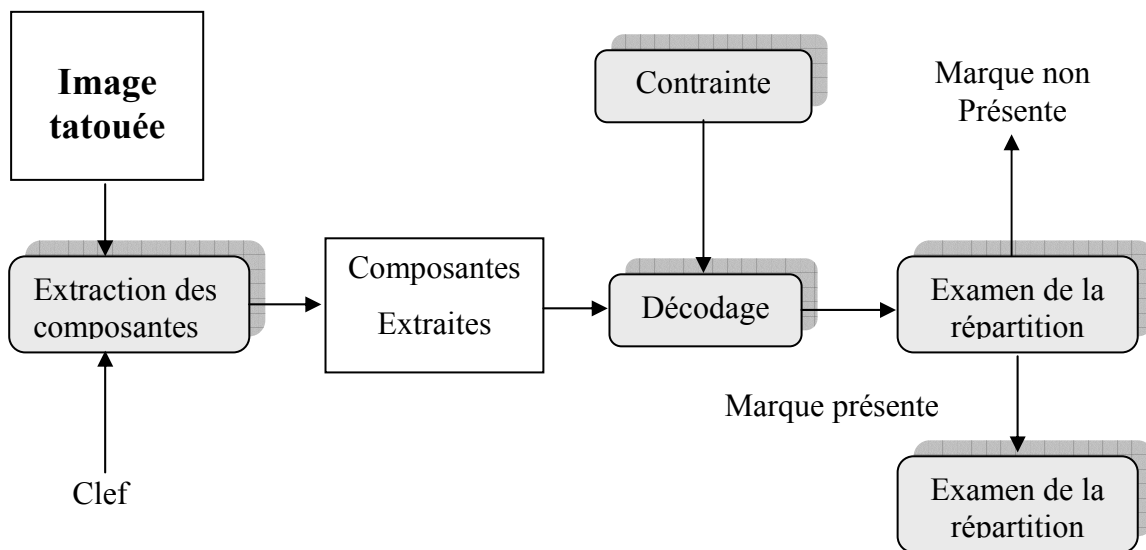 Image
tatouée
Contrainte
Marque non
Présente
Extraction des
composantes
Composantes
Extraites
Décodage
Examen de la
répartition
Marque présente
Clef
Examen de la
répartition